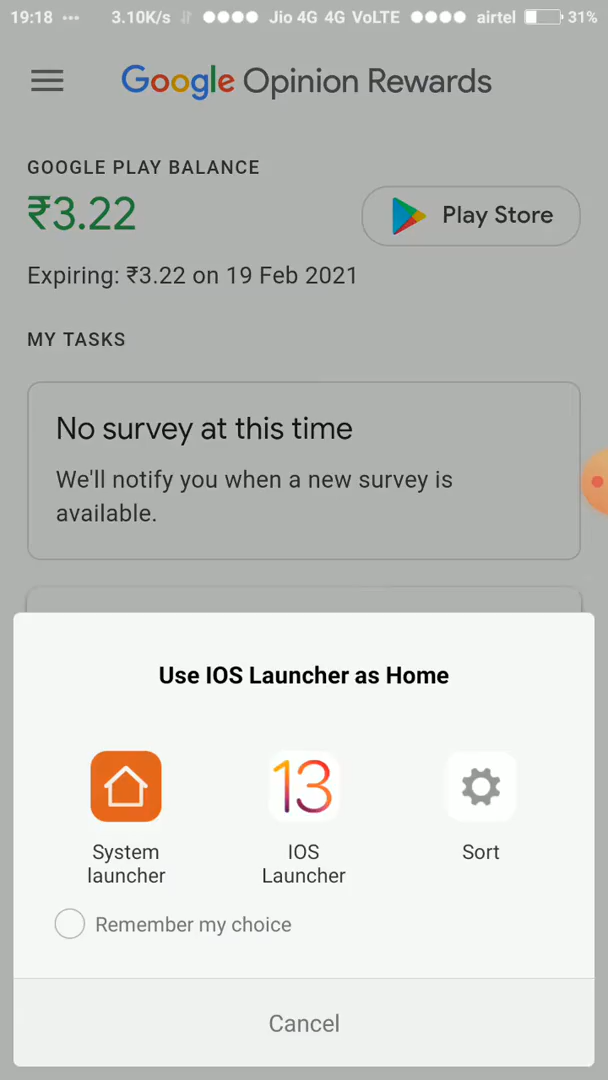 19:18 ••• 3.10K/s Jio 4G 4G VoLTE airtel 31%
Google Opinion Rewards
GOOGLE PLAY BALANCE
₹3.22
Play Store
Expiring: ₹3.22 on 19 Feb 2021
MY TASKS
No survey at this time
We'll notify you when a new survey is
available.
Use IOS Launcher as Home
13
System
launcher
IOS
Launcher
Sort
Remember my choice
Cancel